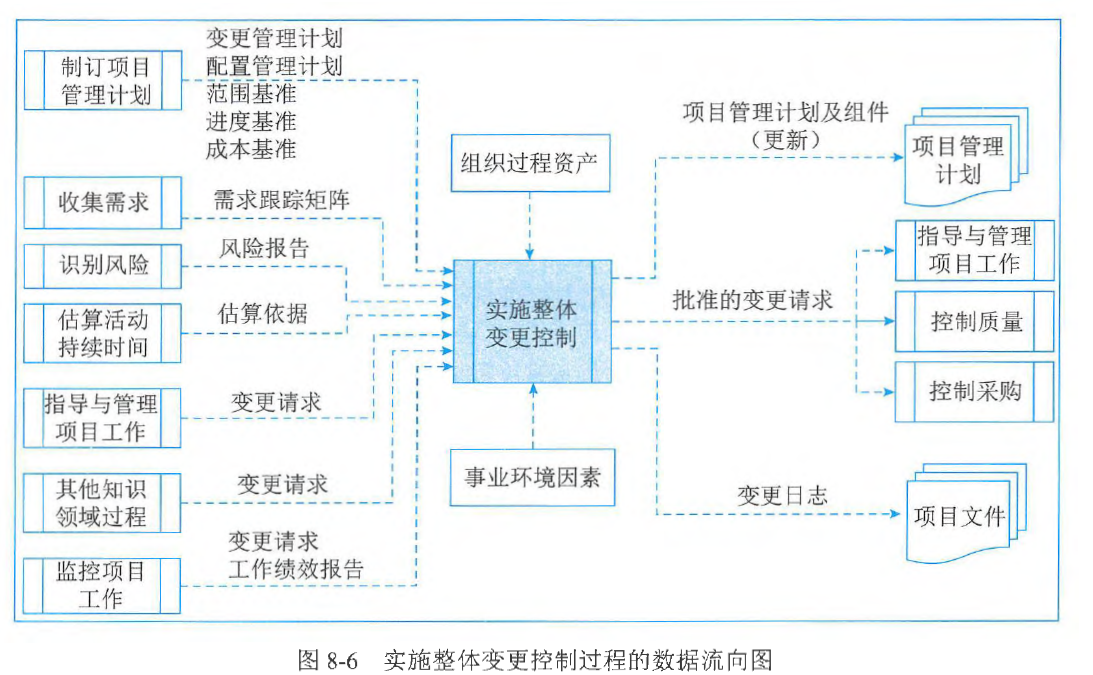 制订项目
管理计划
变更管理计划
配置管理计划
范围基准
进度基准
成本基准
收集需求
需求跟踪矩阵
识别风险
风险报告
估算活动
持续时间
估算依据
指导与管理
项目工作
变更请求
其他知识
领域过程
变更请求
监控项目
工作
变更请求
工作绩效报告
组织过程资产
实施整体
变更控制
事业环境因素
项目管理计划及组件
（更新）
项目管理
计划
批准的变更请求
指导与管理
项目工作
控制质量
控制采购
变更日志
项目文件
图 8-6 实施整体变更控制过程的数据流向图